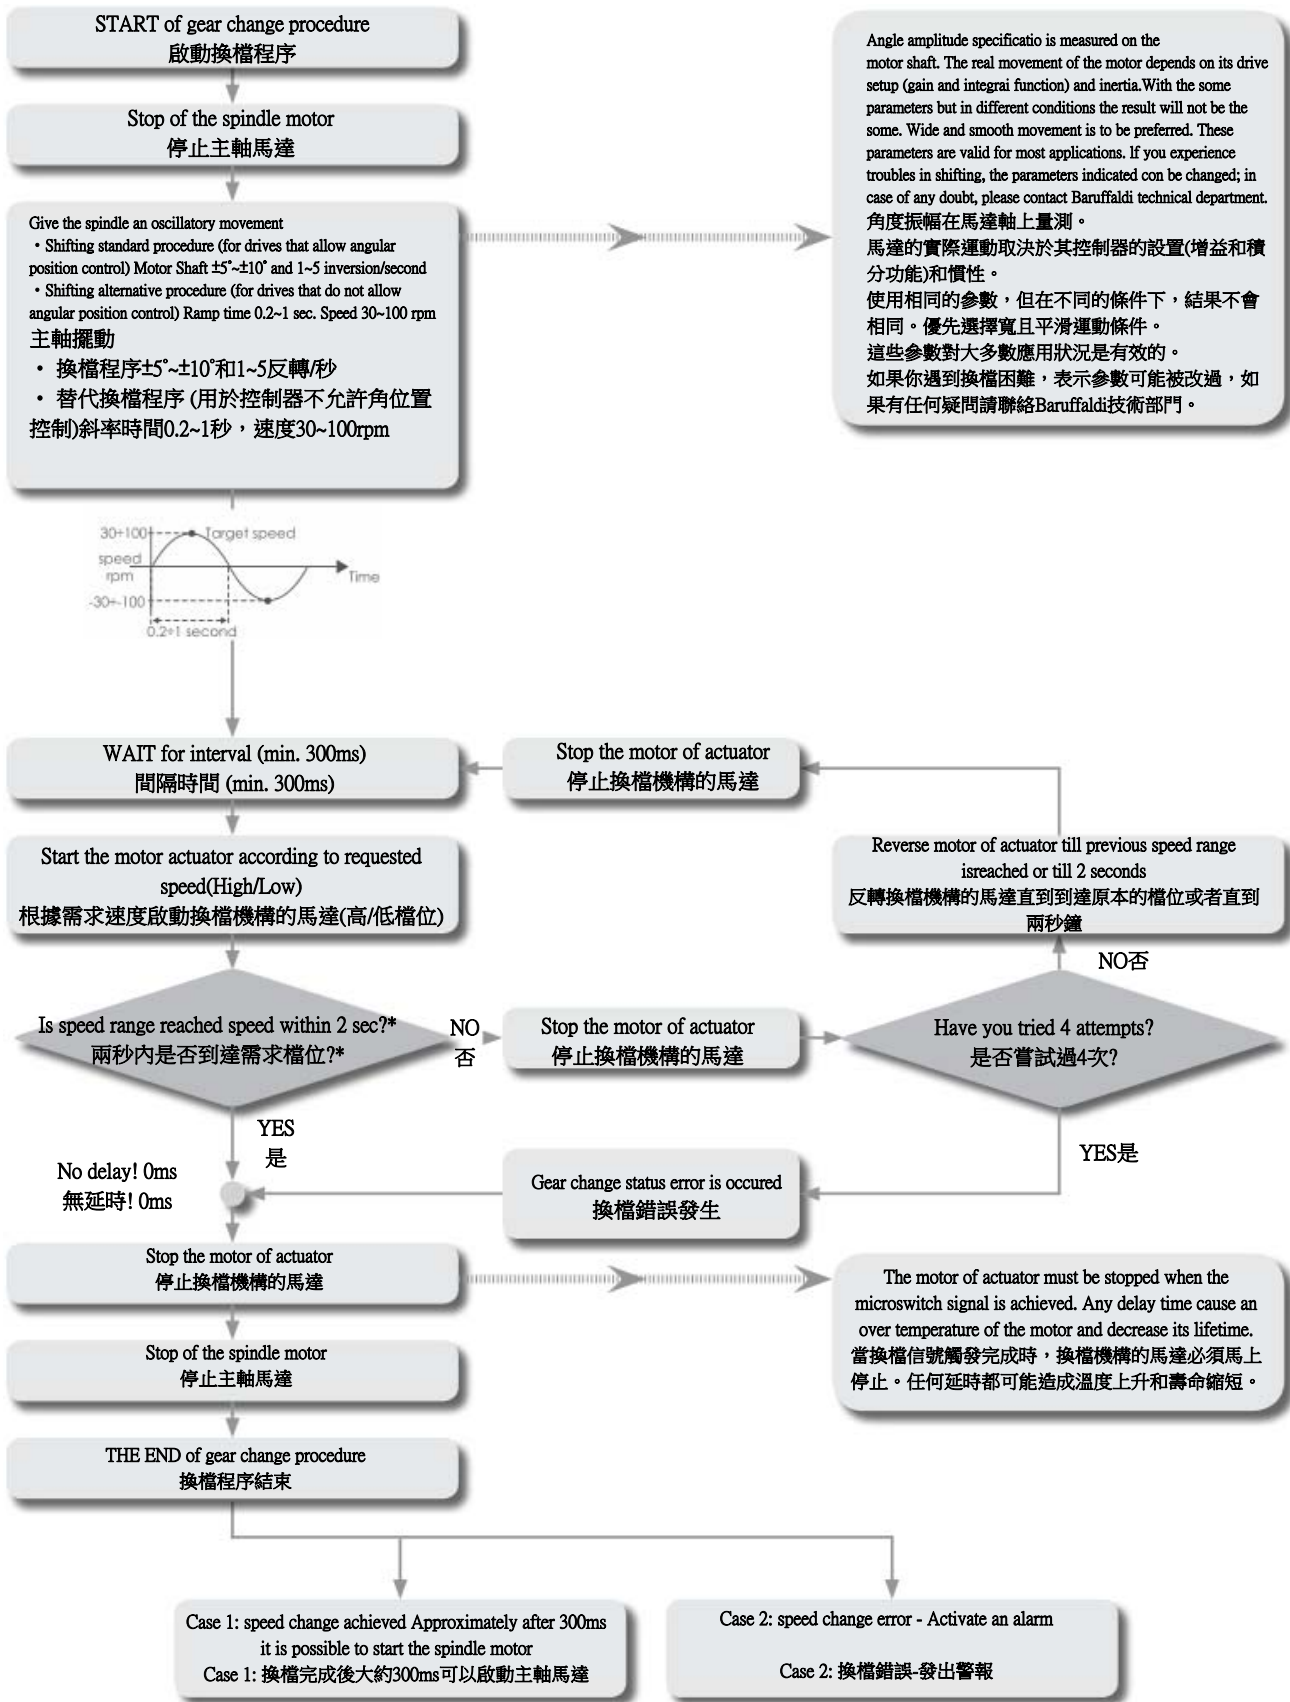 START of gear change procedure
啟動換檔程序
Stop of the spindle motor
停止主軸馬達
Give the spindle an oscillatory movement
・Shifting standard procedure (for drives that allow angular
position control) Motor Shaft ±5˚~±10˚ and 1~5 inversion/second
・Shifting alternative procedure (for drives that do not allow
angular position control) Ramp time 0.2~1 sec. Speed 30~100 rpm
主軸擺動
・ 換檔程序±5˚~±10˚和1~5反轉/秒
・ 替代換檔程序 (用於控制器不允許角位置
控制)斜率時間0.2~1秒，速度30~100rpm
Angle amplitude specificatio is measured on the
motor shaft. The real movement of the motor depends on its drive
setup (gain and integrai function) and inertia.With the some
parameters but in different conditions the result will not be the
some. Wide and smooth movement is to be preferred. These
parameters are valid for most applications. lf you experience
troubles in shifting, the parameters indicated con be changed; in
case of any doubt, please contact Baruffaldi technical department.
角度振幅在馬達軸上量測。
馬達的實際運動取決於其控制器的設置(增益和積
分功能)和慣性。
使用相同的參數，但在不同的條件下，結果不會
相同。優先選擇寬且平滑運動條件。
這些參數對大多數應用狀況是有效的。
如果你遇到換檔困難，表示參數可能被改過，如
果有任何疑問請聯絡Baruffaldi技術部門。
30÷100
Target speed
speed
rpm
Time
-30÷-100
0.2÷1 second
WAIT for interval (min. 300ms)
間隔時間 (min. 300ms)
Stop the motor of actuator
停止換檔機構的馬達
Start the motor actuator according to requested
speed(High/Low)
根據需求速度啟動換檔機構的馬達(高/低檔位)
Reverse motor of actuator till previous speed range
isreached or till 2 seconds
反轉換檔機構的馬達直到到達原本的檔位或者直到
兩秒鐘
NO否
Is speed range reached speed within 2 sec?*
兩秒內是否到達需求檔位?*
NO
否
Stop the motor of actuator
停止換檔機構的馬達
Have you tried 4 attempts?
是否嘗試過4次?
YES
是
YES是
No delay! 0ms
無延時! 0ms
Gear change status error is occured
換檔錯誤發生
Stop the motor of actuator
停止換檔機構的馬達
The motor of actuator must be stopped when the
microswitch signal is achieved. Any delay time cause an
over temperature of the motor and decrease its lifetime.
當換檔信號觸發完成時，換檔機構的馬達必須馬上
停止。任何延時都可能造成溫度上升和壽命縮短。
Stop of the spindle motor
停止主軸馬達
THE END of gear change procedure
換檔程序結束
Case 1: speed change achieved Approximately after 300ms
it is possible to start the spindle motor
Case 1: 換檔完成後大約300ms可以啟動主軸馬達
Case 2: speed change error - Activate an alarm
Case 2: 換檔錯誤-發出警報